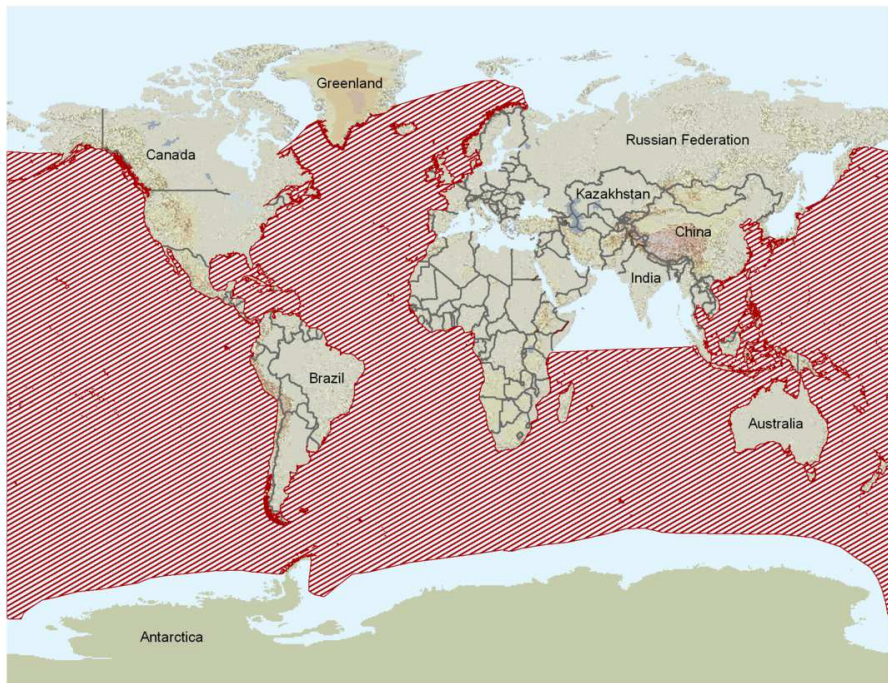 Greenland
Canada
Russian Federation
Kazakhstan
China
India
Brazil
Australia
Antarctica